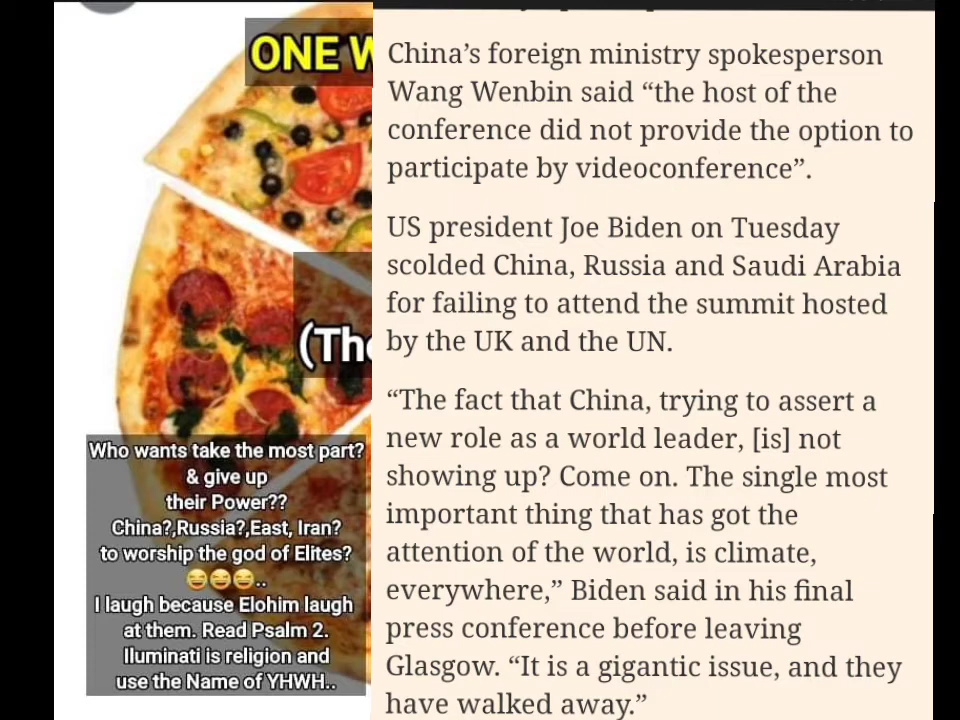 ONE W
(The
Who wants take the most part?
& give up
their Power??
China?,Russia?,East, Iran?
to worship the god of Elites?
😆😆😆..
I laugh because Elohim laugh
at them. Read Psalm 2.
Iluminati is religion and
use the Name of YHWH..
China’s foreign ministry spokesperson
Wang Wenbin said “the host of the
conference did not provide the option to
participate by videoconference”.
US president Joe Biden on Tuesday
scolded China, Russia and Saudi Arabia
for failing to attend the summit hosted
by the UK and the UN.
“The fact that China, trying to assert a
new role as a world leader, [is] not
showing up? Come on. The single most
important thing that has got the
attention of the world, is climate,
everywhere,” Biden said in his final
press conference before leaving
Glasgow. “It is a gigantic issue, and they
have walked away.”